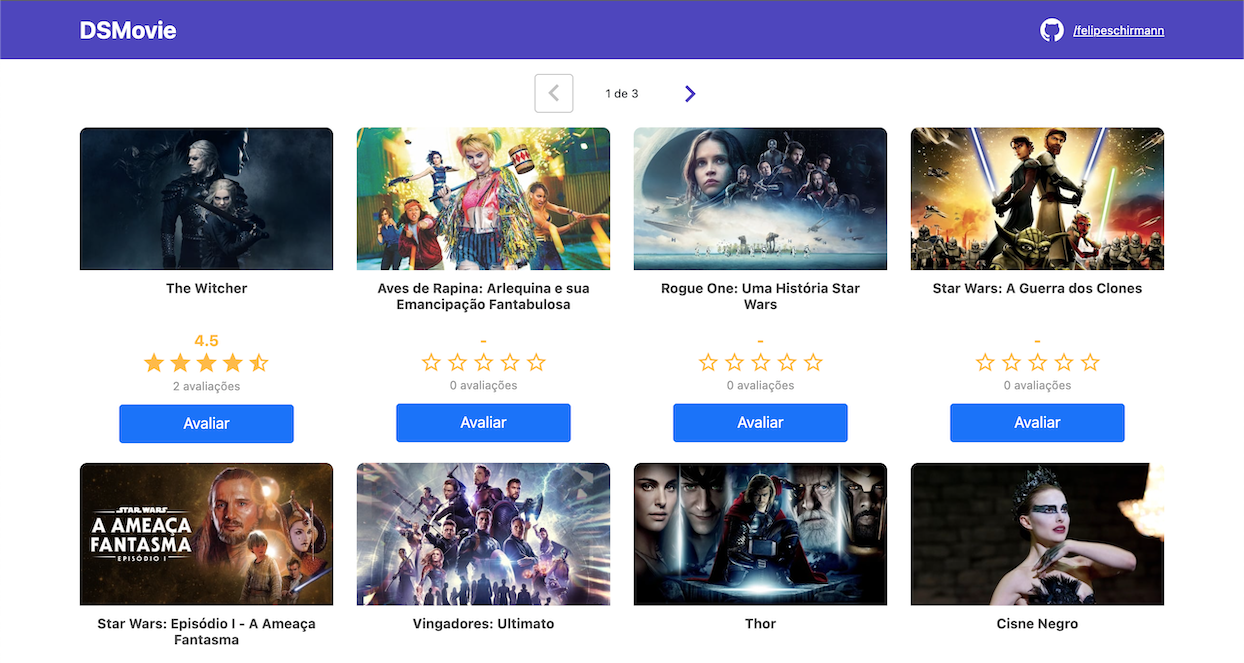 DSMovie
/felipeschirmann
1 de 3
The Witcher
Aves de Rapina: Arlequina e sua
Emancipação Fantabulosa
Rogue One: Uma História Star
Wars
Star Wars: A Guerra dos Clones
4.5
-
-
-
2 avaliações
0 avaliações
0 avaliações
0 avaliações
Avaliar
Avaliar
Avaliar
Avaliar
STAR WARS
A AMEAÇA
FANTASMA
EPISÓDIO I
Star Wars: Episódio I - A Ameaça
Fantasma
Vingadores: Ultimato
Thor
Cisne Negro